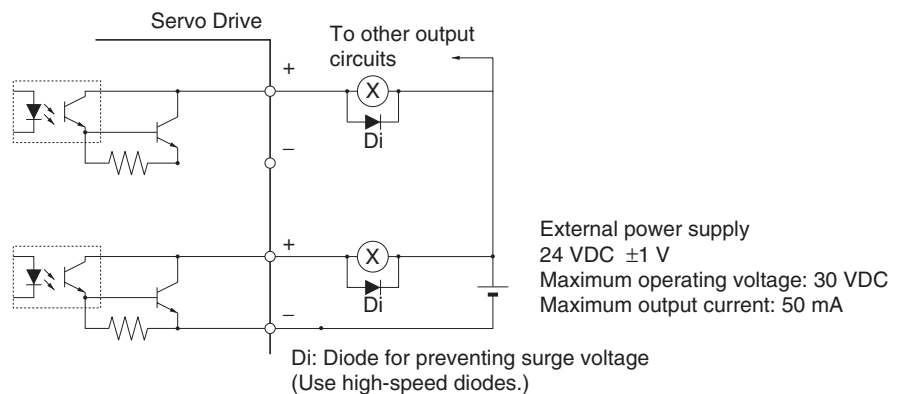 Servo Drive
To other output
circuits
+
X
Di
−
+
X
Di
−
External power supply
24 VDC ±1 V
Maximum operating voltage: 30 VDC
Maximum output current: 50 mA
Di: Diode for preventing surge voltage
(Use high-speed diodes.)